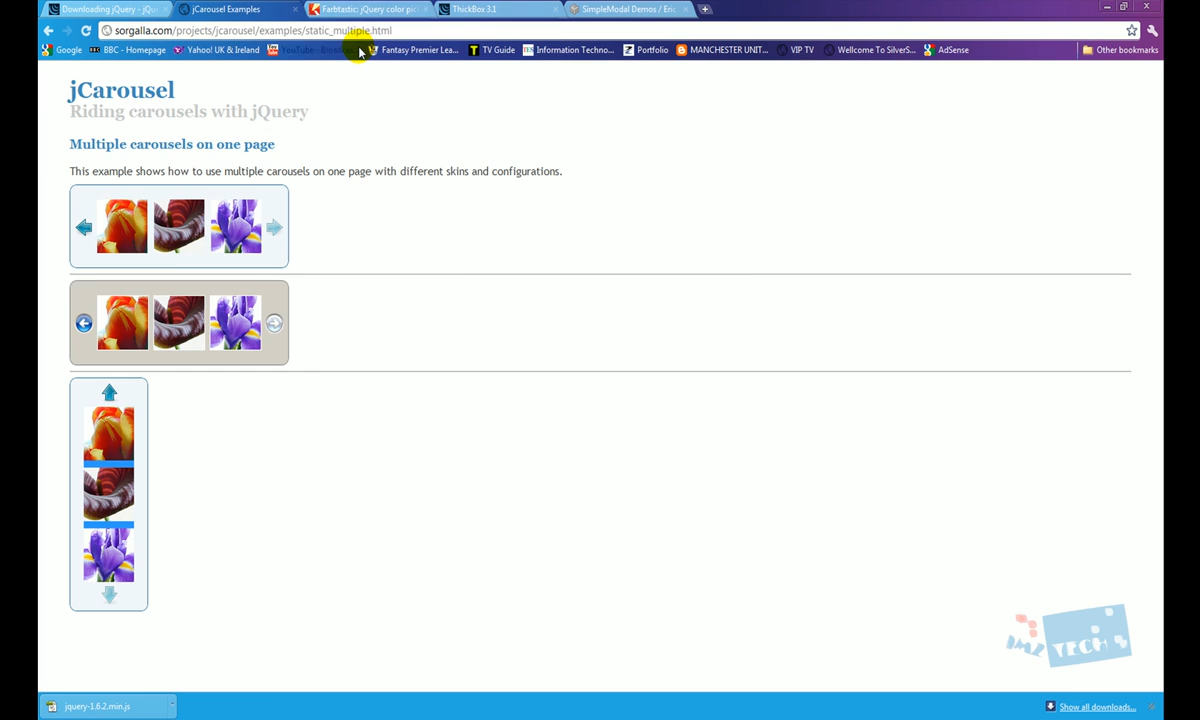 Downloading jQuery - jQu
jCarousel Examples
Farbtastic: jQuery color pic
ThickBox 3.1
SimpleModal Demos / Eric
sorgalla.com/projects/jcarousel/examples/static_multiple.html
Google
BBC - Homepage
Yahoo! UK & Ireland
Fantasy Premier Lea...
TV Guide
Information Techno...
Portfolio
MANCHESTER UNIT...
VIP TV
Wellcome To SilverS...
AdSense
Other bookmarks
jCarousel
Riding carousels with jQuery
Multiple carousels on one page
This example shows how to use multiple carousels on one page with different skins and configurations.
TECH
jquery-1.6.2.min.js
Show all downloads...